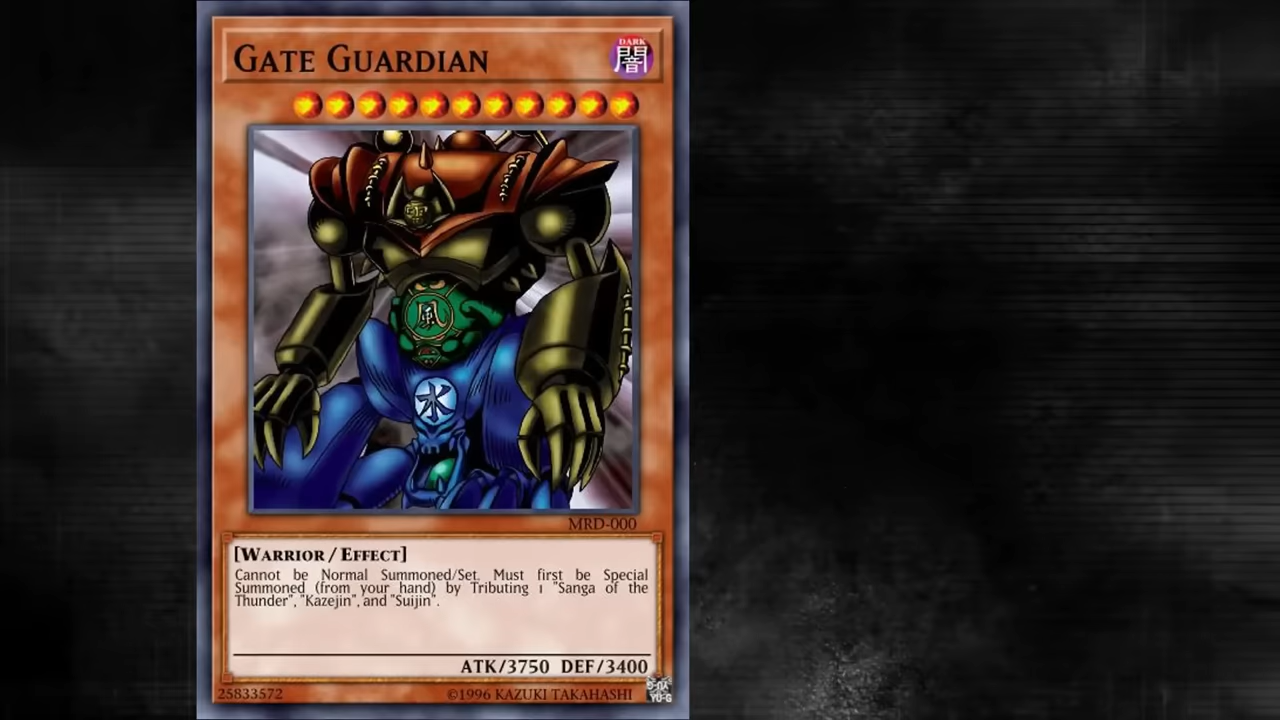 GATE GUARDIAN
DARK
闇
風
水
MRD-000
[WARRIOR / EFFECT]
Cannot be Normal Summoned/Set. Must first be Special
Summoned (from your hand) by Tributing 1 "Sanga of the
Thunder", "Kazejin", and "Suijin".
ATK/3750 DEF/3400
25833572
©1996 KAZUKI TAKAHASHI